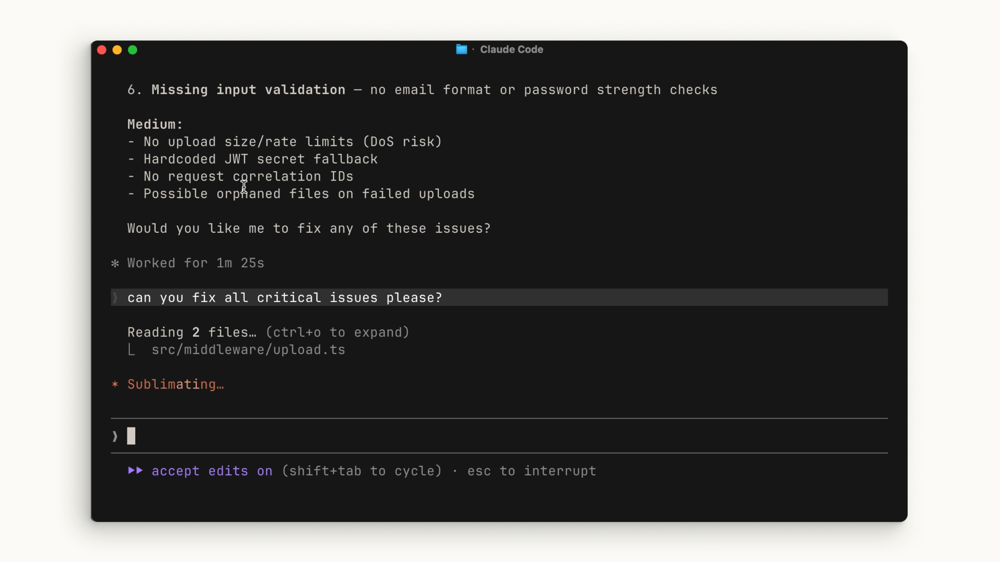 · Claude Code
6. Missing input validation — no email format or password strength checks
Medium:
- No upload size/rate limits (DoS risk)
- Hardcoded JWT secret fallback
- No request correlation IDs
- Possible orphaned files on failed uploads
Would you like me to fix any of these issues?
✻ Worked for 1m 25s
❯ can you fix all critical issues please?
Reading 2 files… (ctrl+o to expand)
⎿  src/middleware/upload.ts
✶ Sublimating…
❯
⏵⏵ accept edits on (shift+tab to cycle) · esc to interrupt